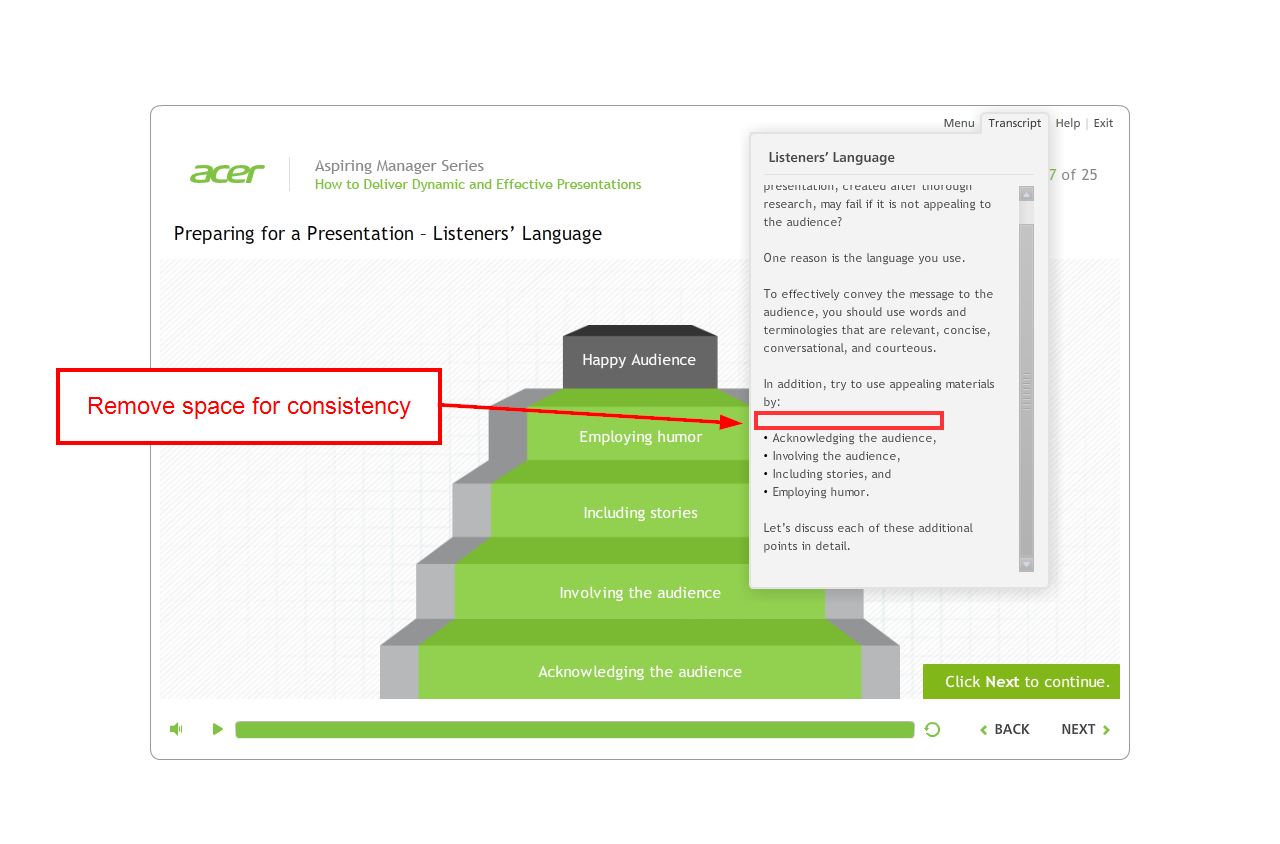 Menu Transcript Help | Exit
acer
Aspiring Manager Series
How to Deliver Dynamic and Effective Presentations
7 of 25
Preparing for a Presentation – Listeners’ Language
Listeners’ Language
presentation, created after thorough
research, may fail if it is not appealing to
the audience?
One reason is the language you use.
To effectively convey the message to the
audience, you should use words and
terminologies that are relevant, concise,
conversational, and courteous.
In addition, try to use appealing materials
by:
• Acknowledging the audience,
• Involving the audience,
• Including stories, and
• Employing humor.
Let’s discuss each of these additional
points in detail.
Remove space for consistency
Happy Audience
Employing humor
Including stories
Involving the audience
Acknowledging the audience
Click Next to continue.
BACK NEXT